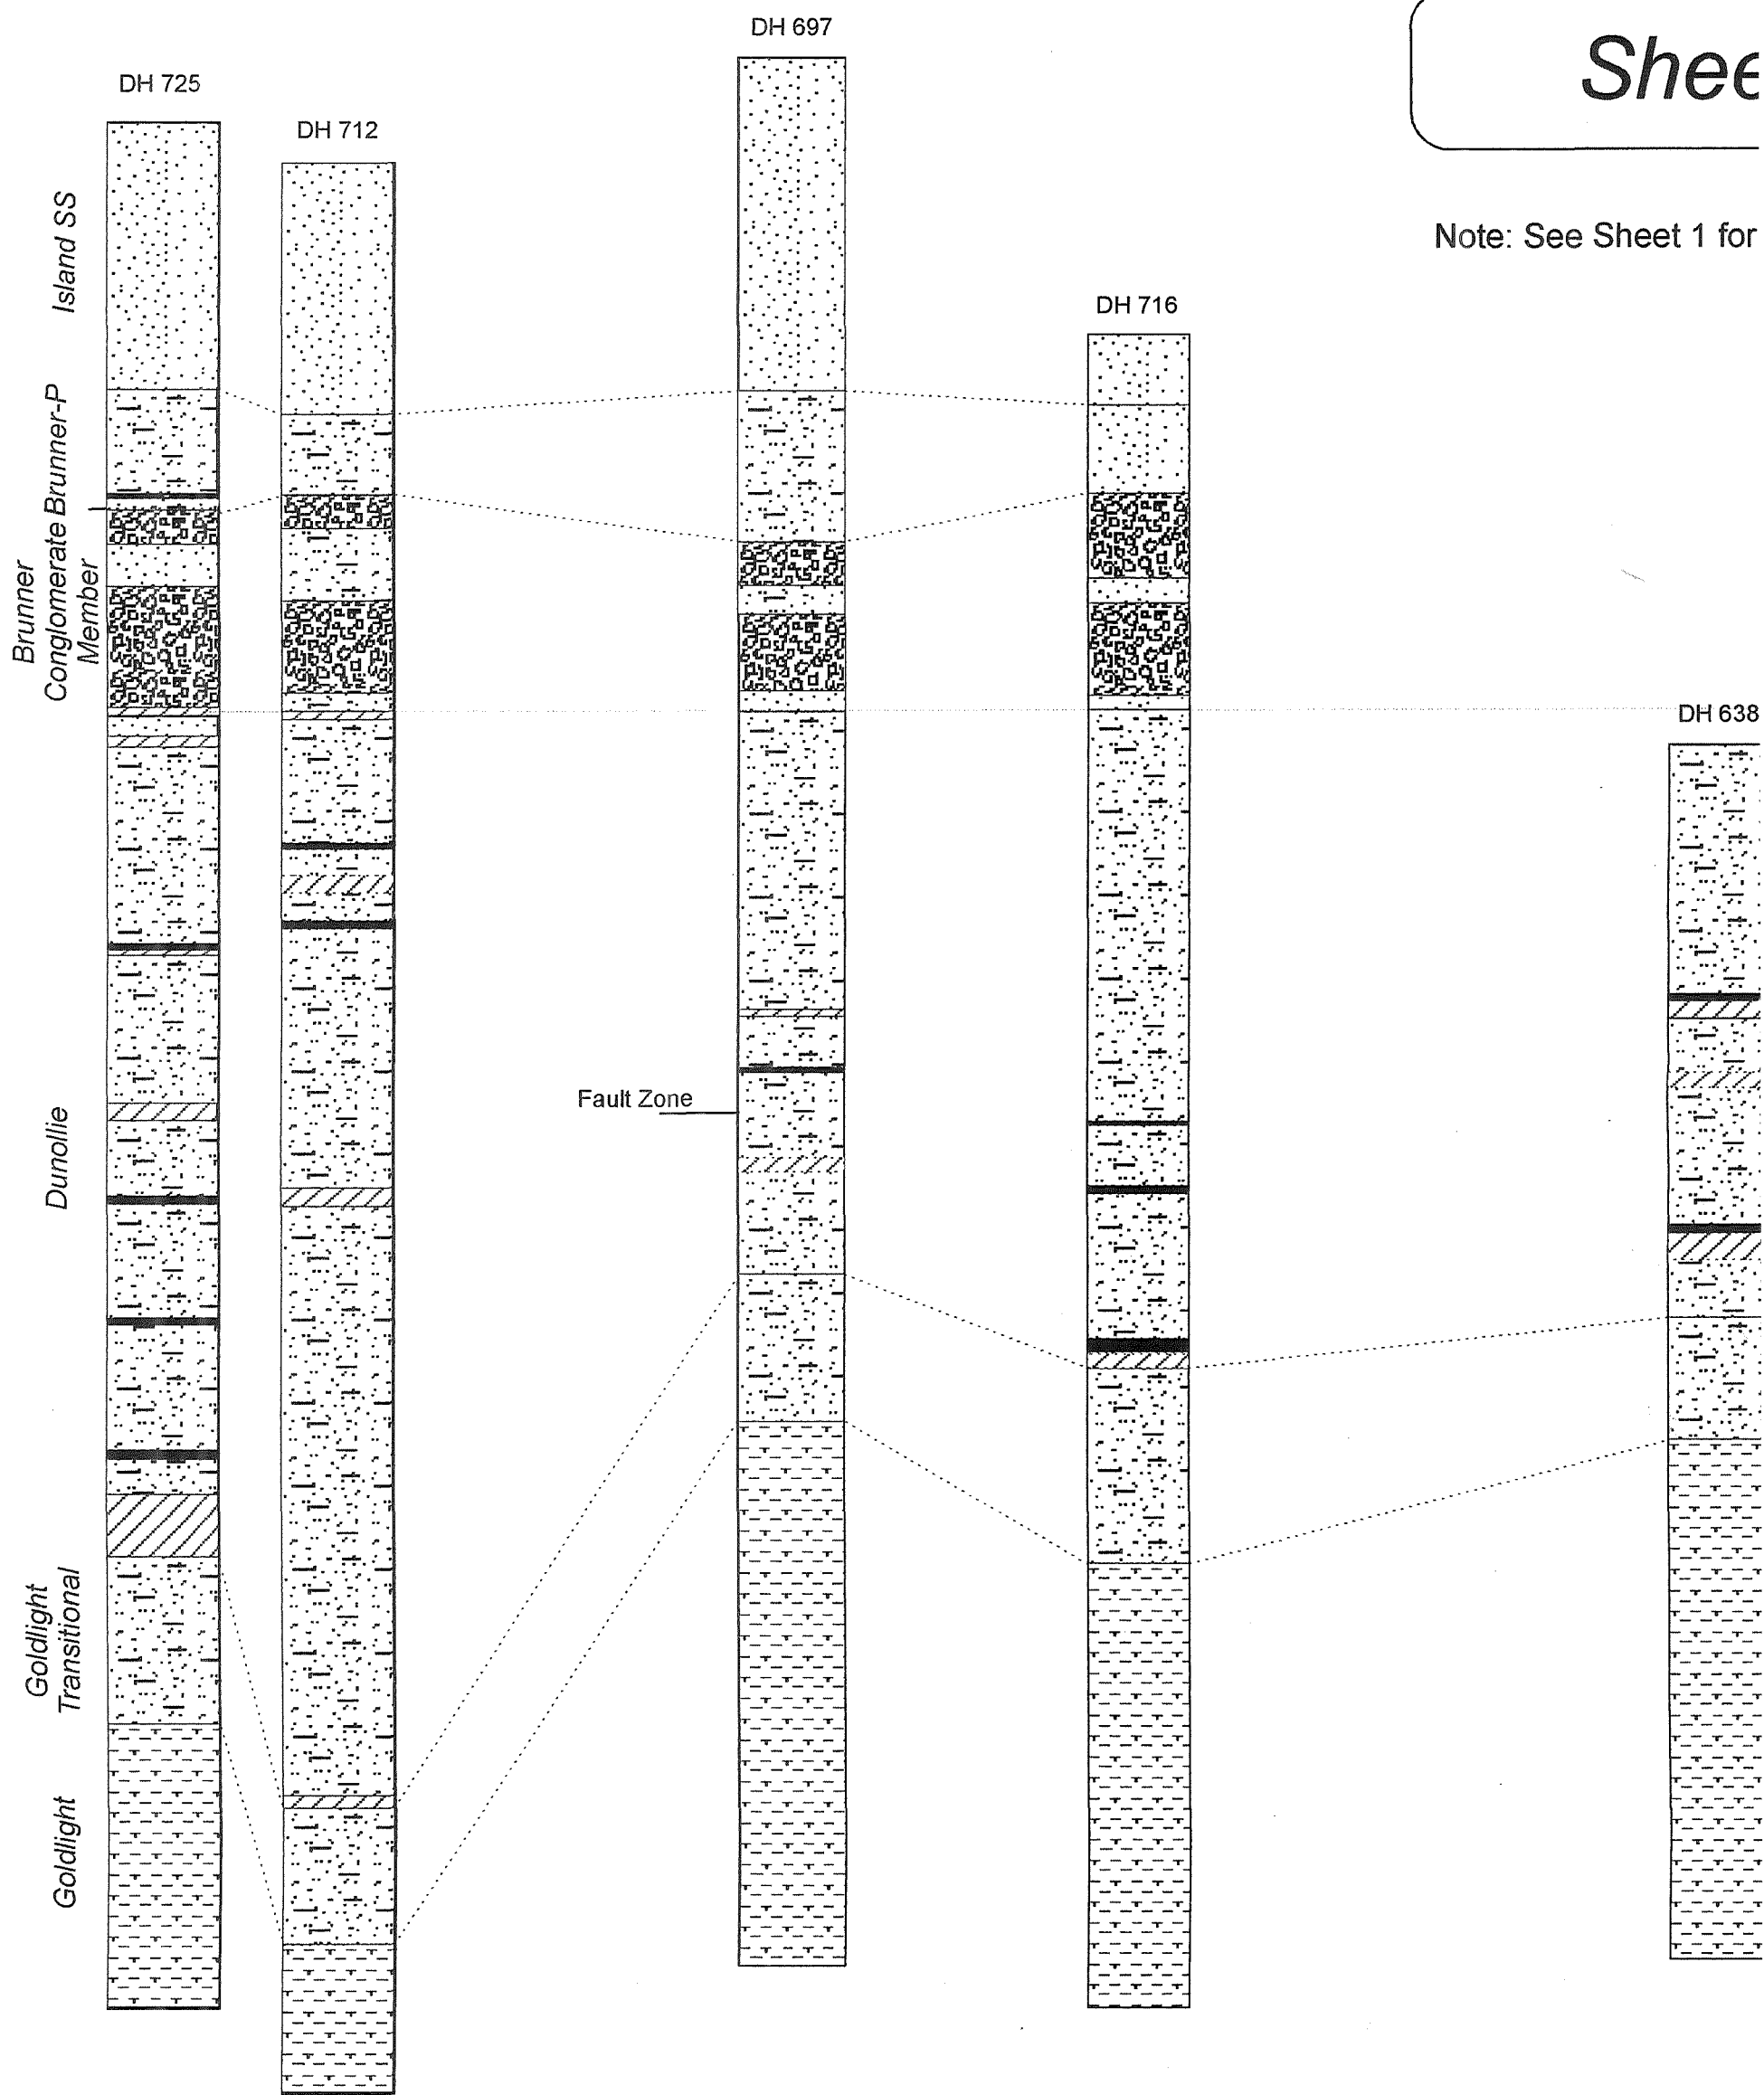 DH 697
Shee
DH 725
DH 712
Note: See Sheet 1 for
DH 716
DH 638
Island SS
Brunner-P
Brunner
Conglomerate
Member
Fault Zone
Dunollie
Goldlight
Transitional
Goldlight